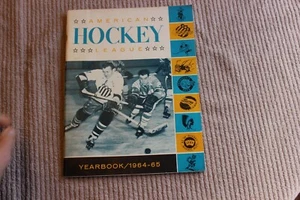 ☆☆AMERICAN☆☆
HOCKEY
☆☆☆LEAGUE☆☆☆
YEARBOOK/1964-65